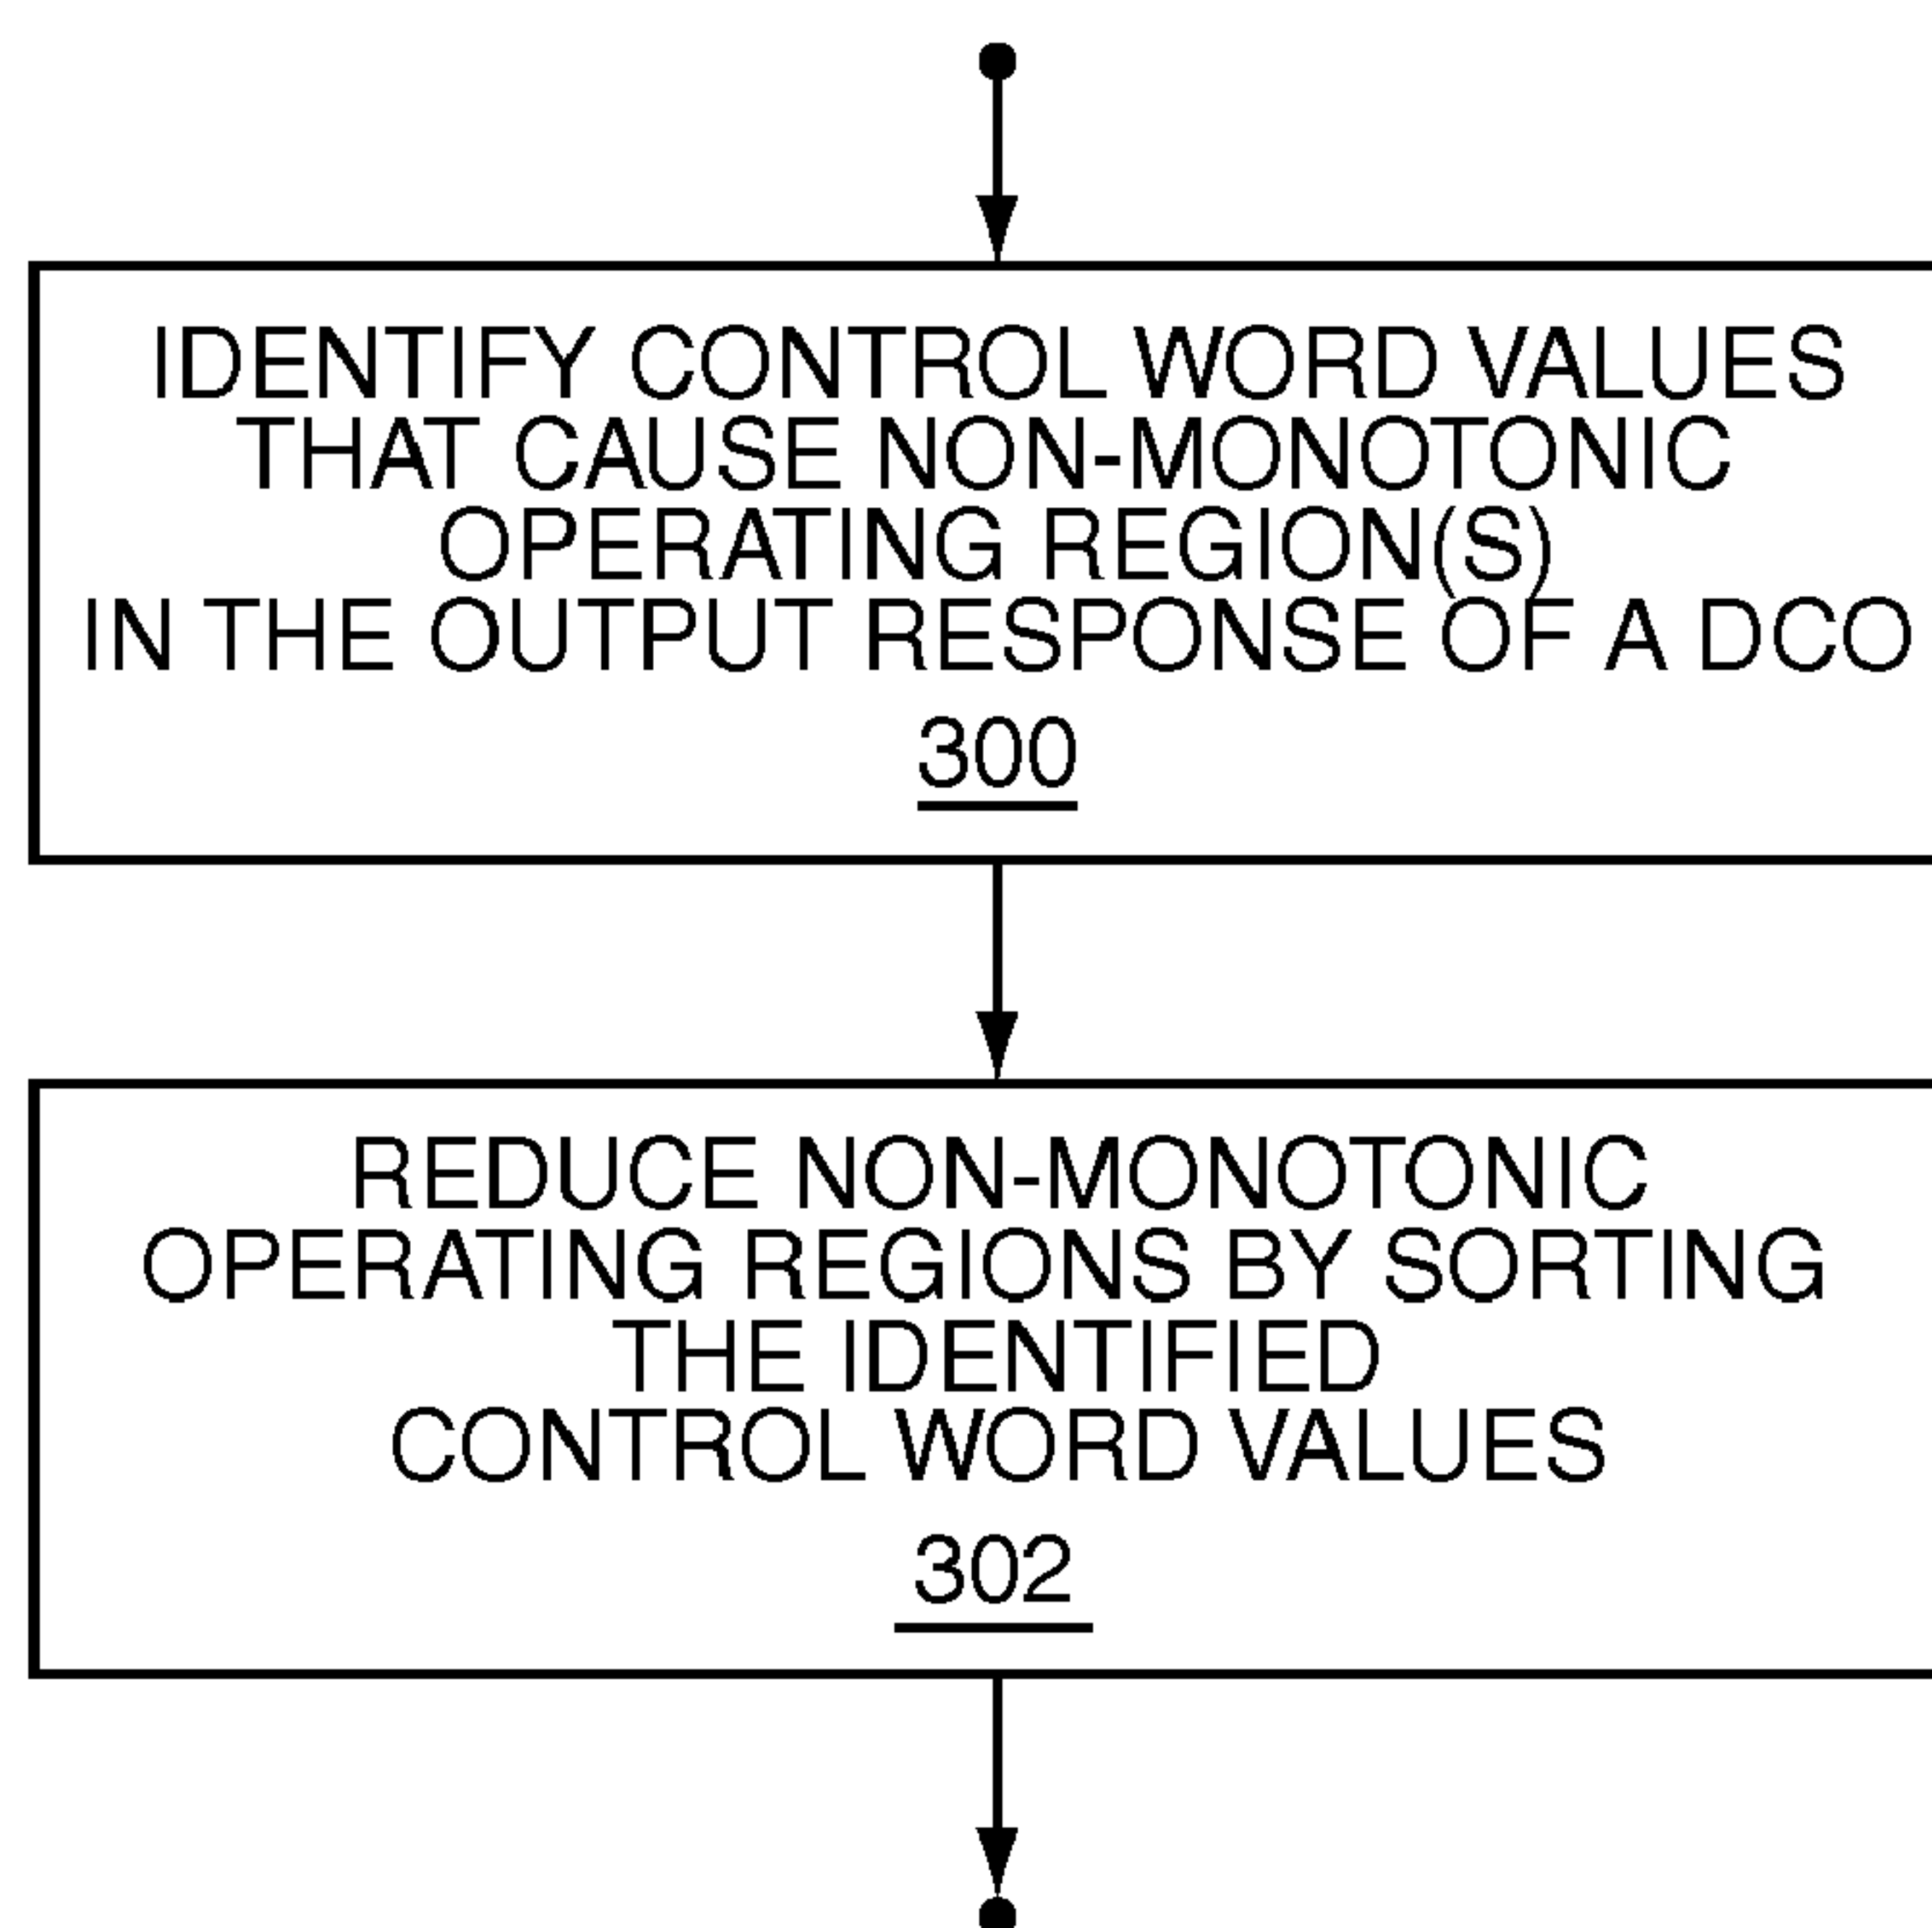 IDENTIFY CONTROL WORD VALUES
THAT CAUSE NON-MONOTONIC
OPERATING REGION(S)
IN THE OUTPUT RESPONSE OF A DCO
300
REDUCE NON-MONOTONIC
OPERATING REGIONS BY SORTING
THE IDENTIFIED
CONTROL WORD VALUES
302